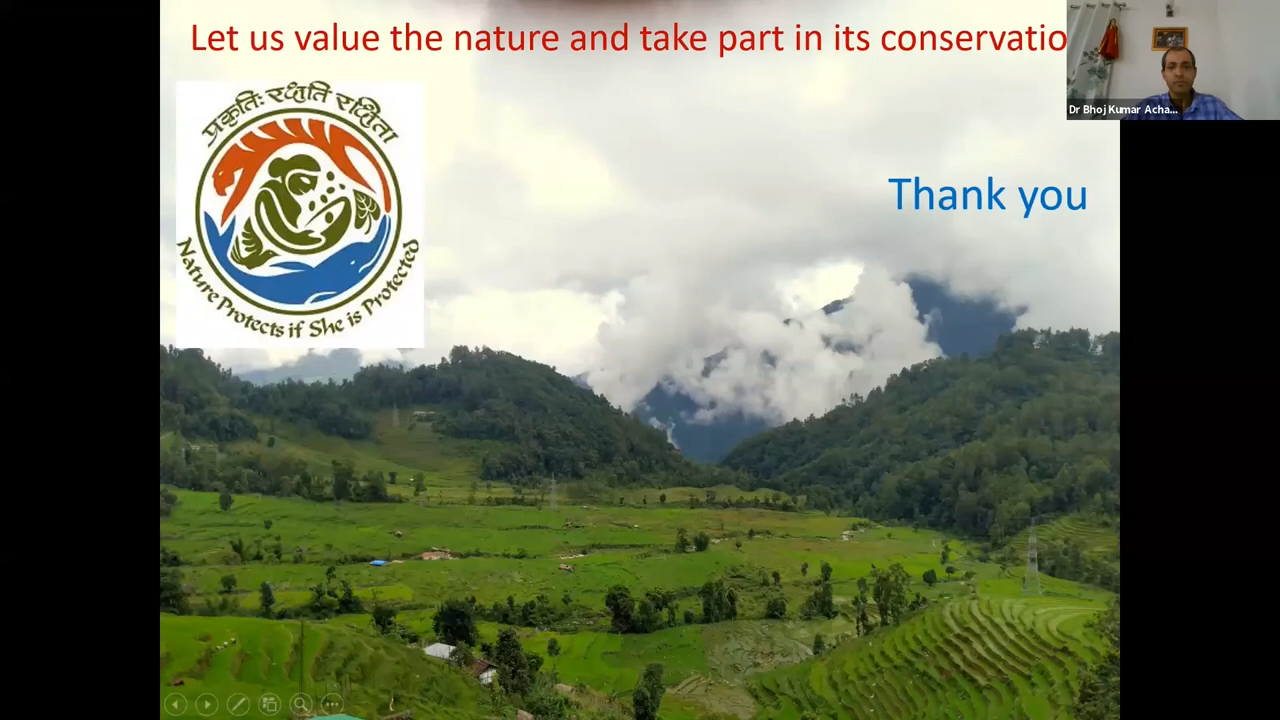 Let us value the nature and take part in its conservatio
Dr Bhoj Kumar Acha...
प्रकृतिः रक्षति रक्षिता
Thank you
Nature Protects if She is Protected